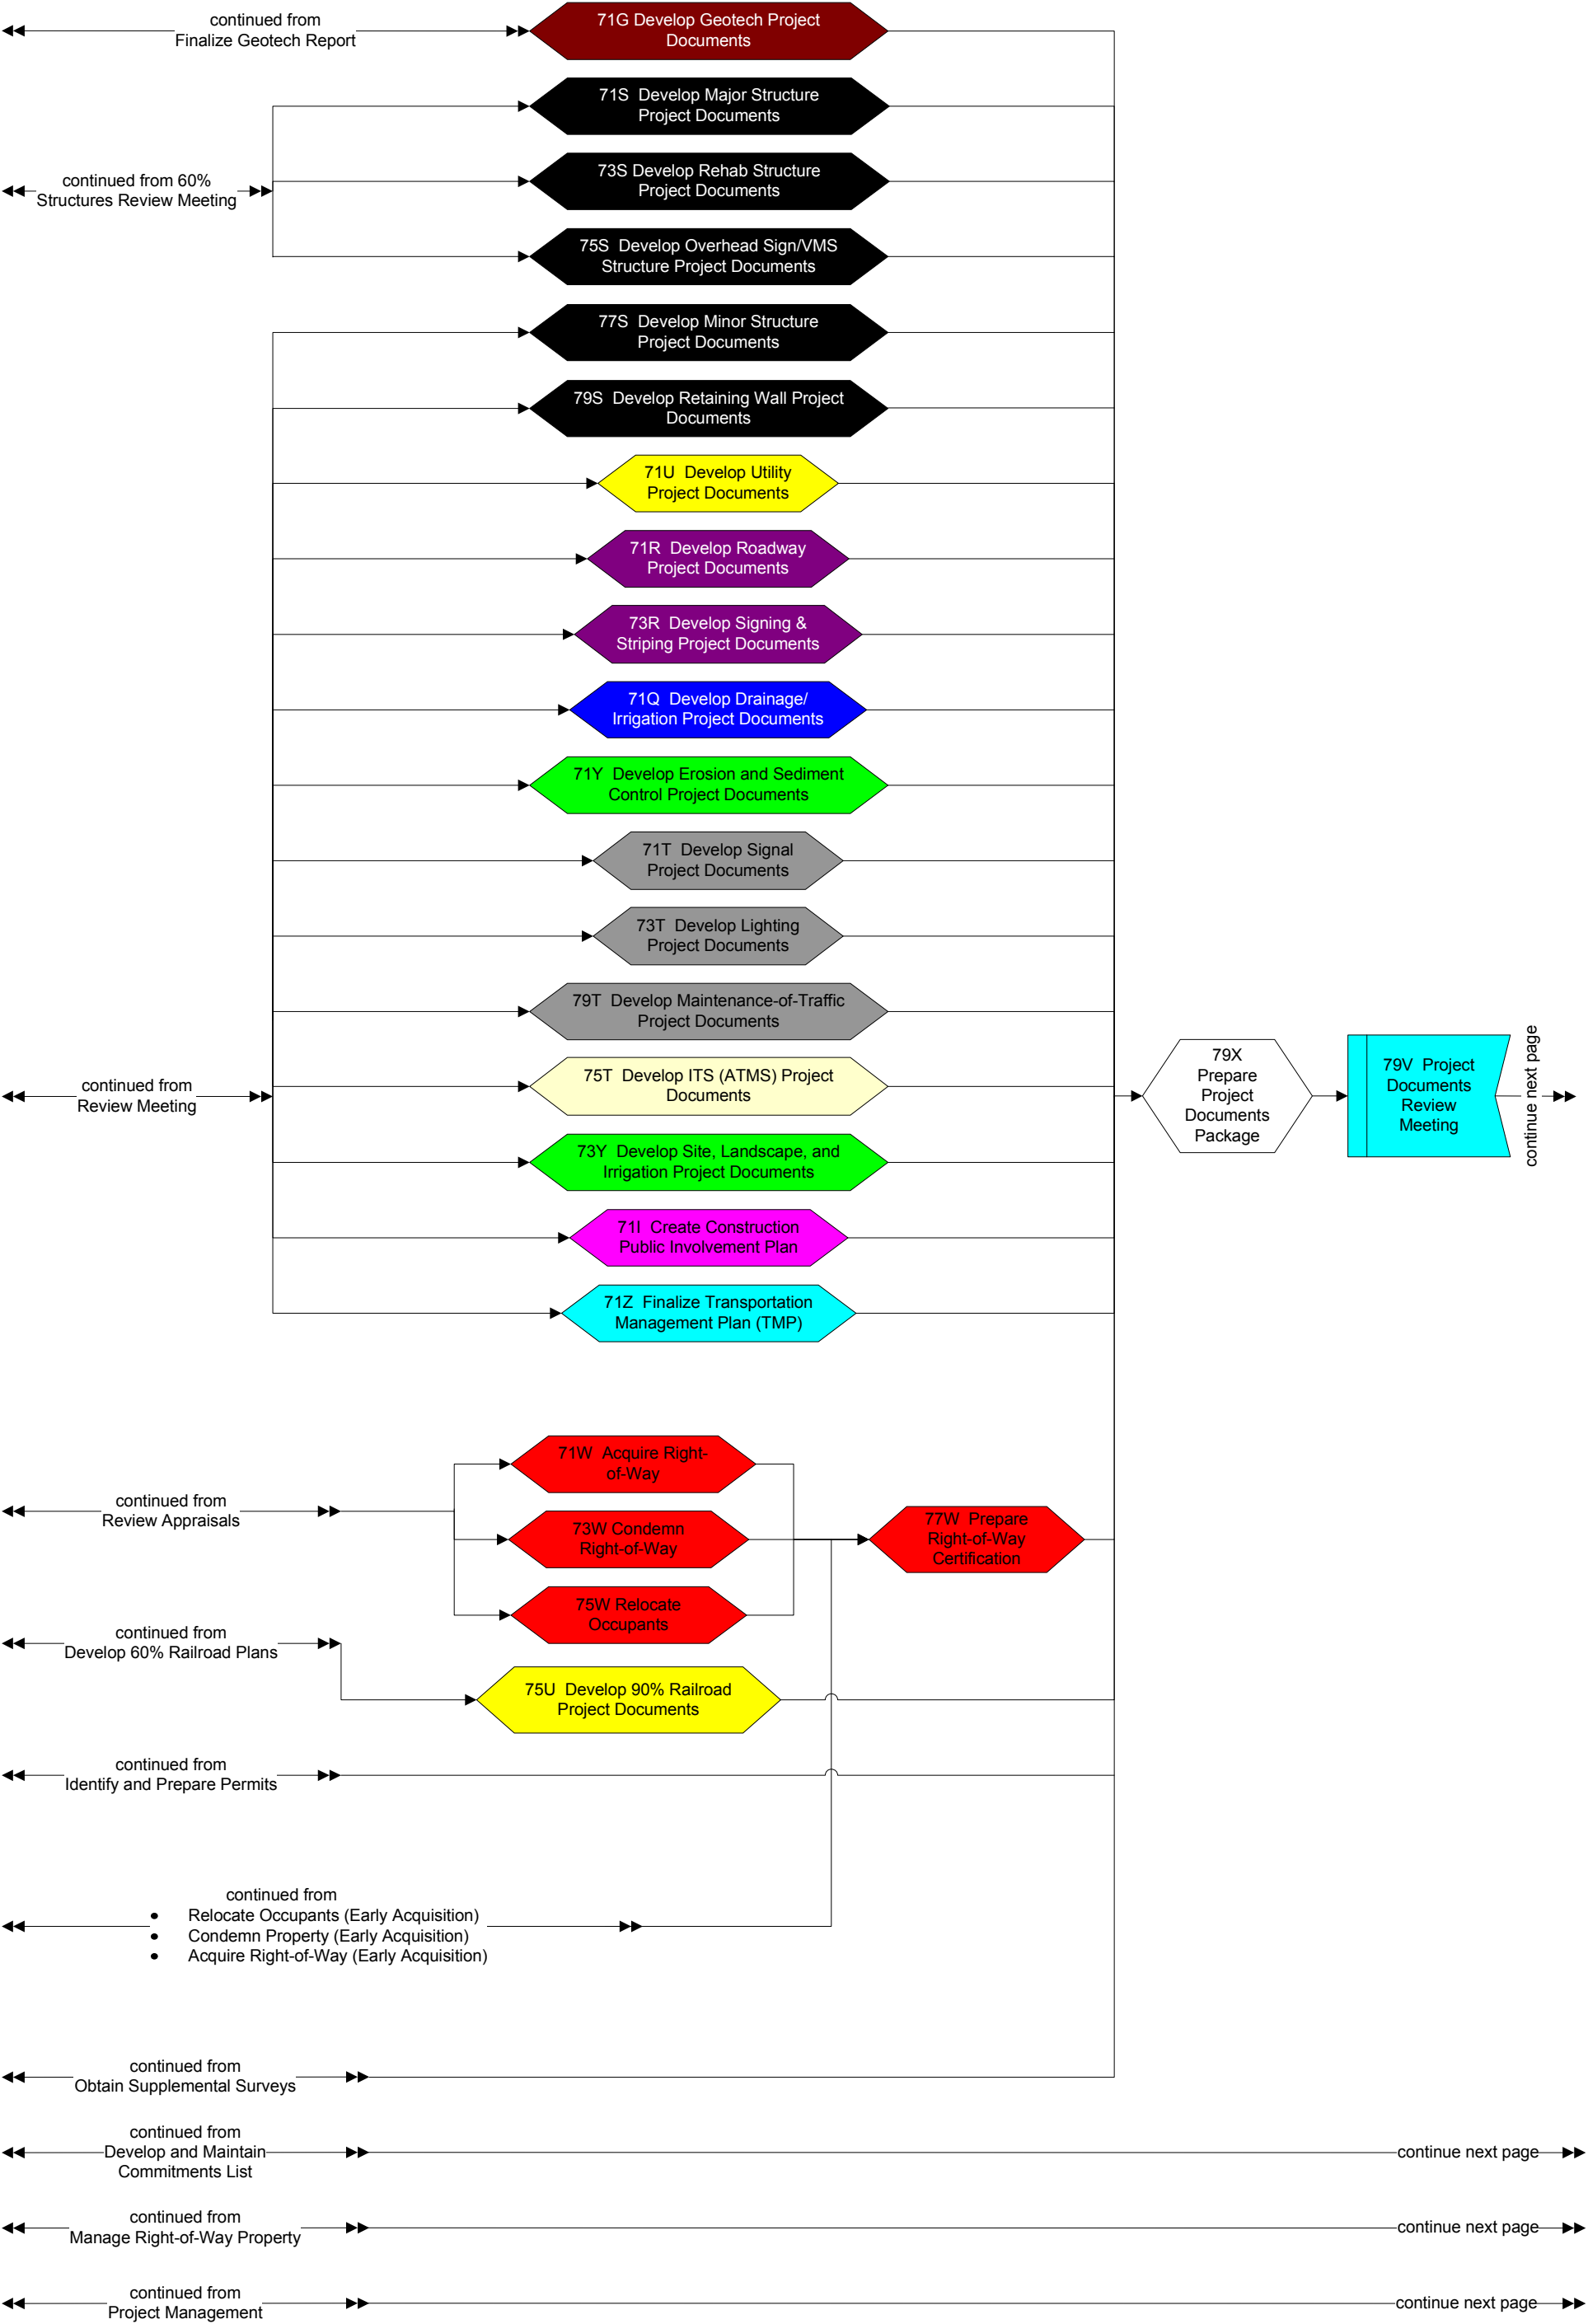 continued from
Finalize Geotech Report
71G Develop Geotech Project
Documents
71S Develop Major Structure
Project Documents
continued from 60%
Structures Review Meeting
73S Develop Rehab Structure
Project Documents
75S Develop Overhead Sign/VMS
Structure Project Documents
77S Develop Minor Structure
Project Documents
79S Develop Retaining Wall Project
Documents
71U Develop Utility
Project Documents
71R Develop Roadway
Project Documents
73R Develop Signing &
Striping Project Documents
71Q Develop Drainage/
Irrigation Project Documents
71Y Develop Erosion and Sediment
Control Project Documents
71T Develop Signal
Project Documents
73T Develop Lighting
Project Documents
79T Develop Maintenance-of-Traffic
Project Documents
continued from
Review Meeting
75T Develop ITS (ATMS) Project
Documents
79X
Prepare
Project
Documents
Package
79V Project
Documents
Review
Meeting
continue next page
73Y Develop Site, Landscape, and
Irrigation Project Documents
71I Create Construction
Public Involvement Plan
71Z Finalize Transportation
Management Plan (TMP)
71W Acquire Right-
of-Way
continued from
Review Appraisals
73W Condemn
Right-of-Way
77W Prepare
Right-of-Way
Certification
75W Relocate
Occupants
continued from
Develop 60% Railroad Plans
75U Develop 90% Railroad
Project Documents
continued from
Identify and Prepare Permits
continued from
• Relocate Occupants (Early Acquisition)
• Condemn Property (Early Acquisition)
• Acquire Right-of-Way (Early Acquisition)
continued from
Obtain Supplemental Surveys
continued from
Develop and Maintain
Commitments List
continue next page
continued from
Manage Right-of-Way Property
continue next page
continued from
Project Management
continue next page